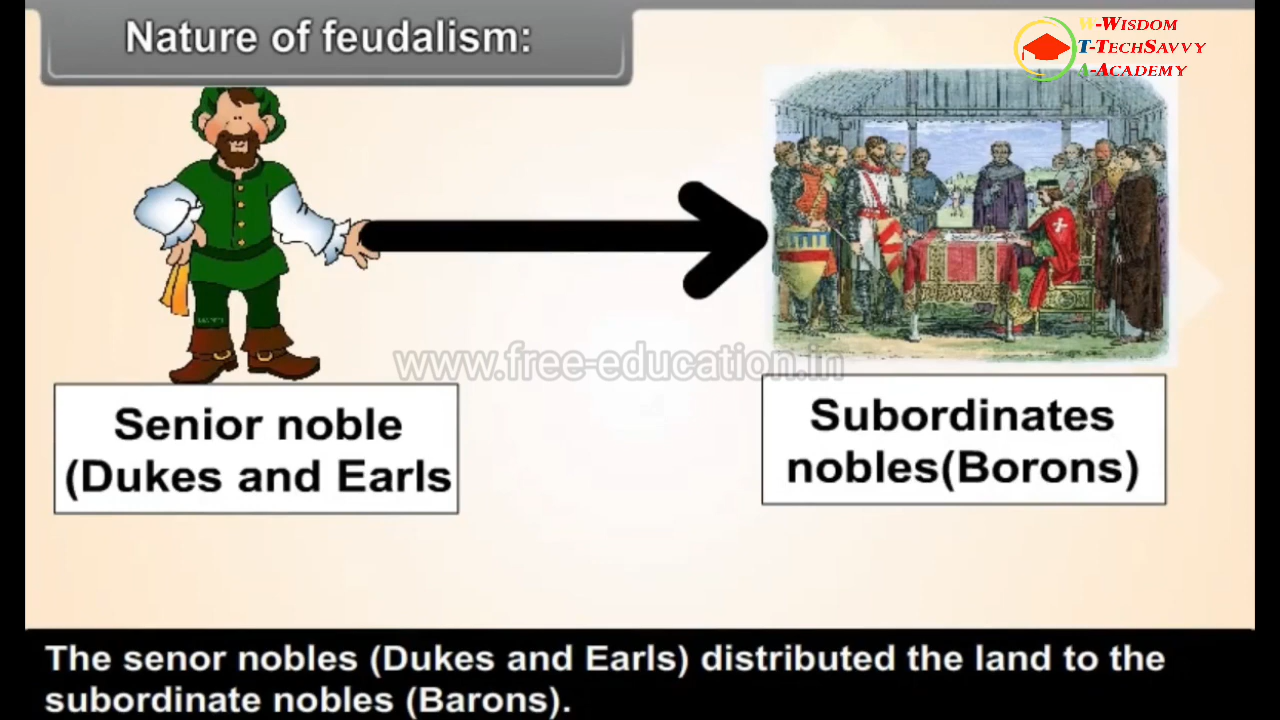 Nature of feudalism:
W-Wisdom
T-TechSavvy
A-Academy
www.free-education.in
Senior noble
(Dukes and Earls
Subordinates
nobles(Borons)
The senor nobles (Dukes and Earls) distributed the land to the
subordinate nobles (Barons).